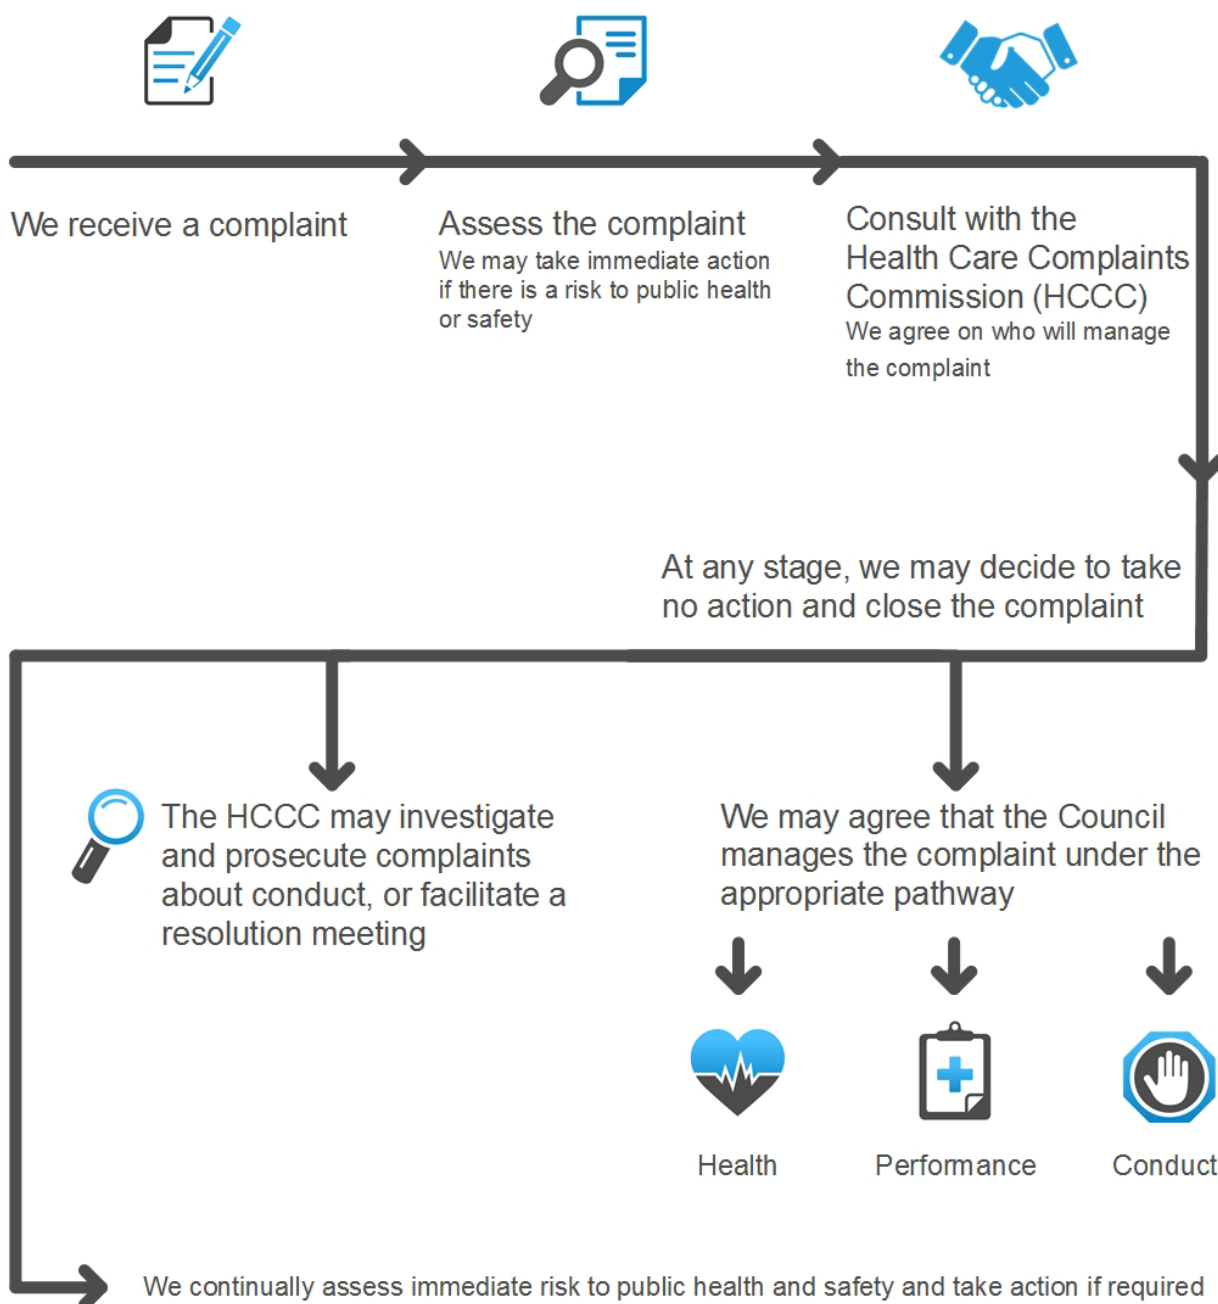 We receive a complaint
Assess the complaint
We may take immediate action
if there is a risk to public health
or safety
Consult with the
Health Care Complaints
Commission (HCCC)
We agree on who will manage
the complaint
At any stage, we may decide to take
no action and close the complaint
The HCCC may investigate
and prosecute complaints
about conduct, or facilitate a
resolution meeting
We may agree that the Council
manages the complaint under the
appropriate pathway
Health
Performance
Conduct
We continually assess immediate risk to public health and safety and take action if required